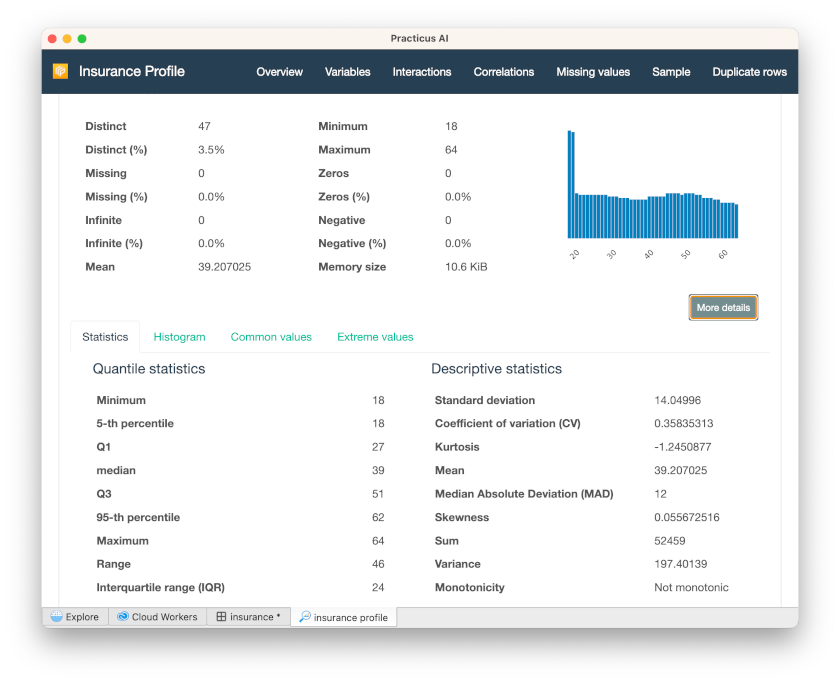 Practicus AI
Insurance Profile
Overview Variables Interactions Correlations Missing values Sample Duplicate rows
Distinct 47 Minimum 18
Distinct (%) 3.5% Maximum 64
Missing 0 Zeros 0
Missing (%) 0.0% Zeros (%) 0.0%
Infinite 0 Negative 0
Infinite (%) 0.0% Negative (%) 0.0%
Mean 39.207025 Memory size 10.6 KiB
20 30 40 50 60
More details
Statistics Histogram Common values Extreme values
Quantile statistics Descriptive statistics
Minimum 18 Standard deviation 14.04996
5-th percentile 18 Coefficient of variation (CV) 0.35835313
Q1 27 Kurtosis -1.2450877
median 39 Mean 39.207025
Q3 51 Median Absolute Deviation (MAD) 12
95-th percentile 62 Skewness 0.055672516
Maximum 64 Sum 52459
Range 46 Variance 197.40139
Interquartile range (IQR) 24 Monotonicity Not monotonic
Explore Cloud Workers insurance * insurance profile